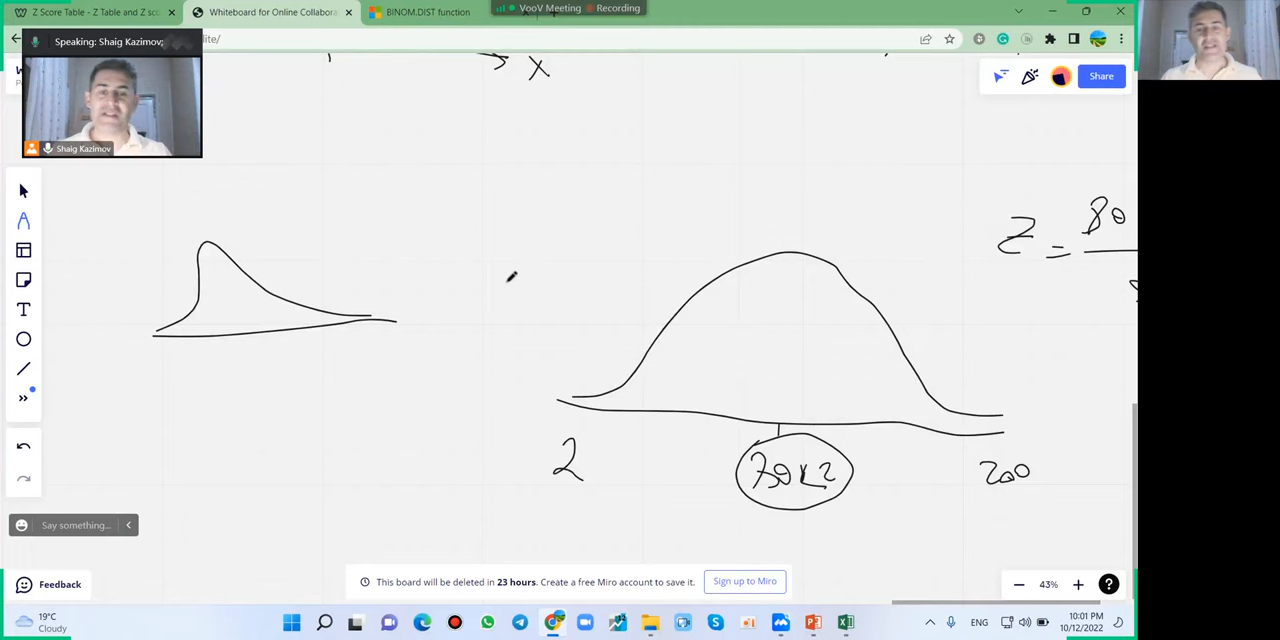 Z Score Table - Z Table and Z sco
Whiteboard for Online Collabora
BINOM.DIST function
VooV Meeting
Recording
Speaking: Shaig Kazimov;
lite/
X
Share
Shaig Kazimov
Z = 80
2
200
Say something...
Feedback
This board will be deleted in 23 hours. Create a free Miro account to save it.
Sign up to Miro
43%
?
19°C
Cloudy
ENG
10:01 PM
10/12/2022